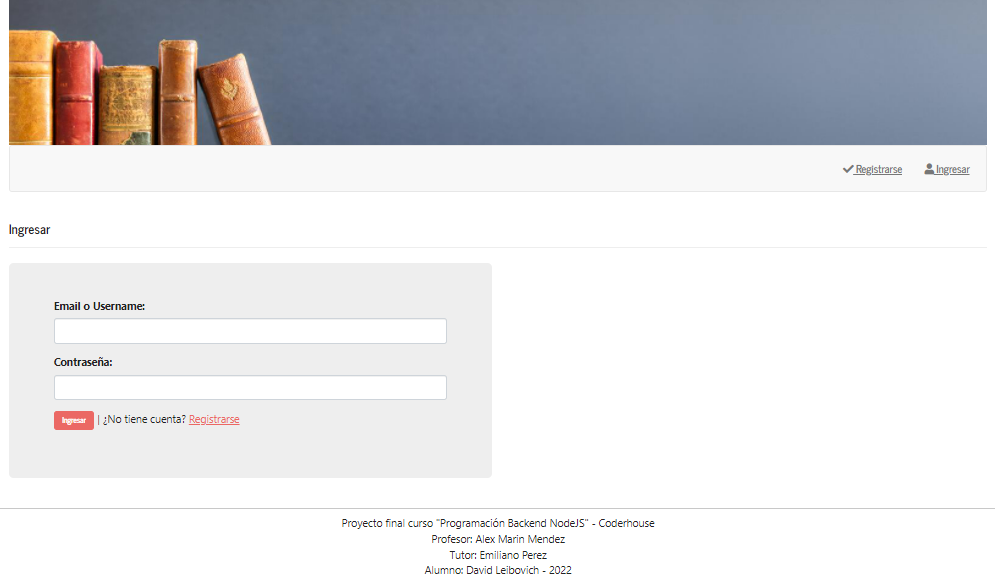 Registrarse Ingresar
Ingresar
Email o Username:
Contraseña:
Ingresar | ¿No tiene cuenta? Registrarse
Proyecto final curso "Programación Backend NodeJS" - Coderhouse
Profesor: Alex Marin Mendez
Tutor: Emiliano Perez
Alumno: David Leibovich - 2022